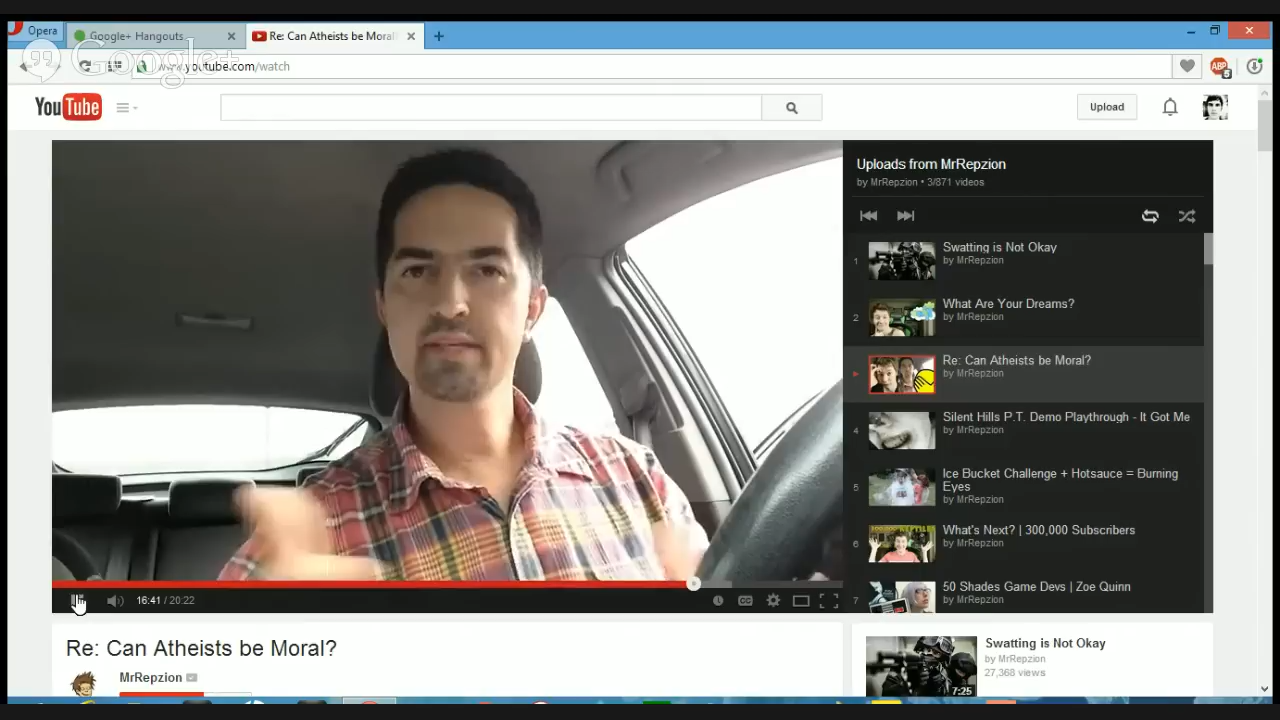 Opera
Google+ Hangouts
Re: Can Atheists be Moral
Google+
www.youtube.com/watch
ABP
5
YouTube
Upload
Uploads from MrRepzion
by MrRepzion • 3/871 videos
1
Swatting is Not Okay
by MrRepzion
2
What Are Your Dreams?
by MrRepzion
Re: Can Atheists be Moral?
by MrRepzion
4
Silent Hills P.T. Demo Playthrough - It Got Me
by MrRepzion
5
Ice Bucket Challenge + Hotsauce = Burning
Eyes
by MrRepzion
6
What's Next? | 300,000 Subscribers
by MrRepzion
7
50 Shades Game Devs | Zoe Quinn
by MrRepzion
16:41 / 20:22
CC
Re: Can Atheists be Moral?
MrRepzion
Swatting is Not Okay
by MrRepzion
27,368 views
7:25